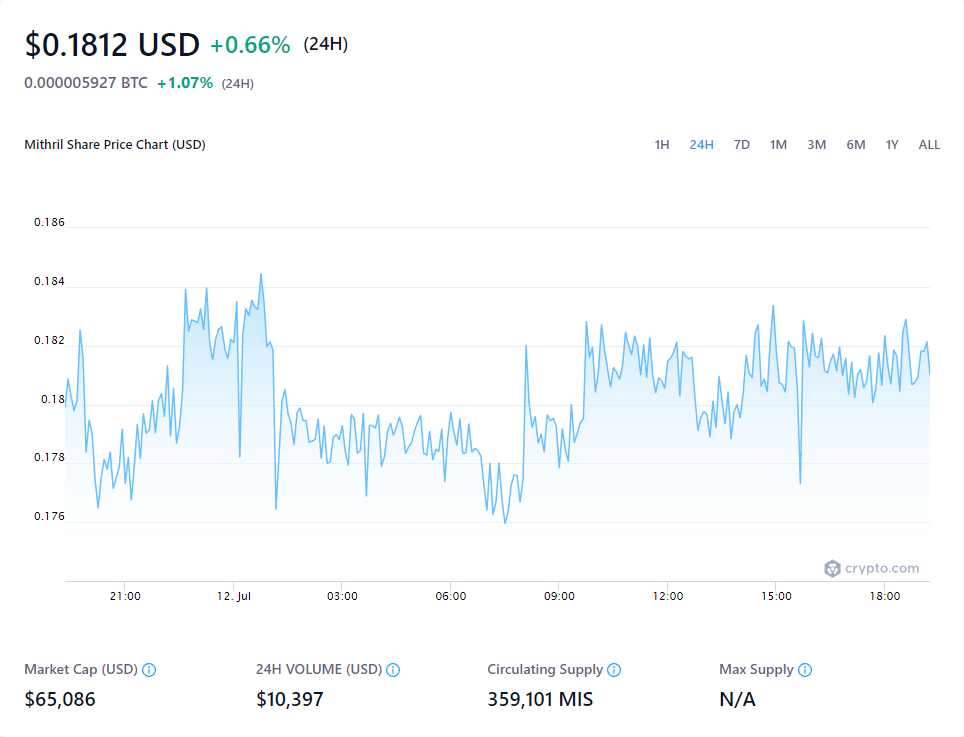 $0.1812 USD +0.66% (24H)
0.000005927 BTC +1.07% (24H)
Mithril Share Price Chart (USD) 1H 24H 7D 1M 3M 6M 1Y ALL
0.186
0.184
0.182
0.18
0.178
0.176
crypto.com
21:00 12. Jul 03:00 06:00 09:00 12:00 15:00 18:00
Market Cap (USD) 24H VOLUME (USD) Circulating Supply Max Supply
$65,086 $10,397 359,101 MIS N/A